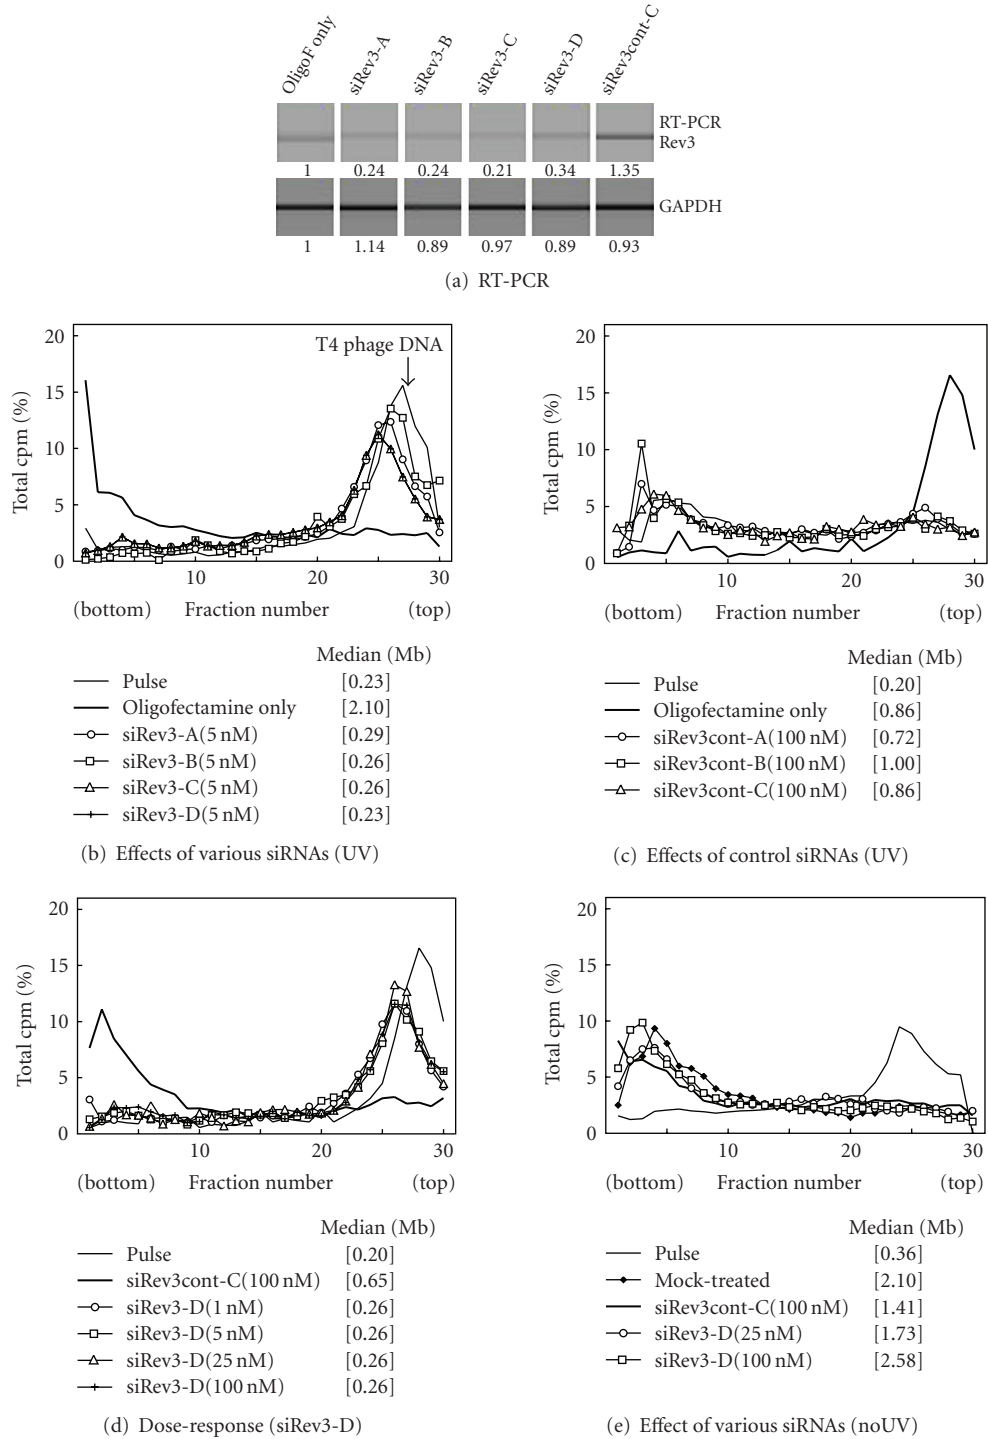 OligoF only
siRev3-A
siRev3-B
siRev3-C
siRev3-D
siRev3cont-C
RT-PCR
Rev3
1 0.24 0.24 0.21 0.34 1.35
GAPDH
1 1.14 0.89 0.97 0.89 0.93
(a) RT-PCR
Total cpm (%)
20
15
10
5
0
T4 phage DNA
10 20 30
(bottom) Fraction number (top)
Median (Mb)
Pulse [0.23]
Oligofectamine only [2.10]
siRev3-A(5 nM) [0.29]
siRev3-B(5 nM) [0.26]
siRev3-C(5 nM) [0.26]
siRev3-D(5 nM) [0.23]
(b) Effects of various siRNAs (UV)
Total cpm (%)
20
15
10
5
0
10 20 30
(bottom) Fraction number (top)
Median (Mb)
Pulse [0.20]
Oligofectamine only [0.86]
siRev3cont-A(100 nM) [0.72]
siRev3cont-B(100 nM) [1.00]
siRev3cont-C(100 nM) [0.86]
(c) Effects of control siRNAs (UV)
Total cpm (%)
20
15
10
5
0
10 20 30
(bottom) Fraction number (top)
Median (Mb)
Pulse [0.20]
siRev3cont-C(100 nM) [0.65]
siRev3-D(1 nM) [0.26]
siRev3-D(5 nM) [0.26]
siRev3-D(25 nM) [0.26]
siRev3-D(100 nM) [0.26]
(d) Dose-response (siRev3-D)
Total cpm (%)
20
15
10
5
0
10 20 30
(bottom) Fraction number (top)
Median (Mb)
Pulse [0.36]
Mock-treated [2.10]
siRev3cont-C(100 nM) [1.41]
siRev3-D(25 nM) [1.73]
siRev3-D(100 nM) [2.58]
(e) Effect of various siRNAs (noUV)